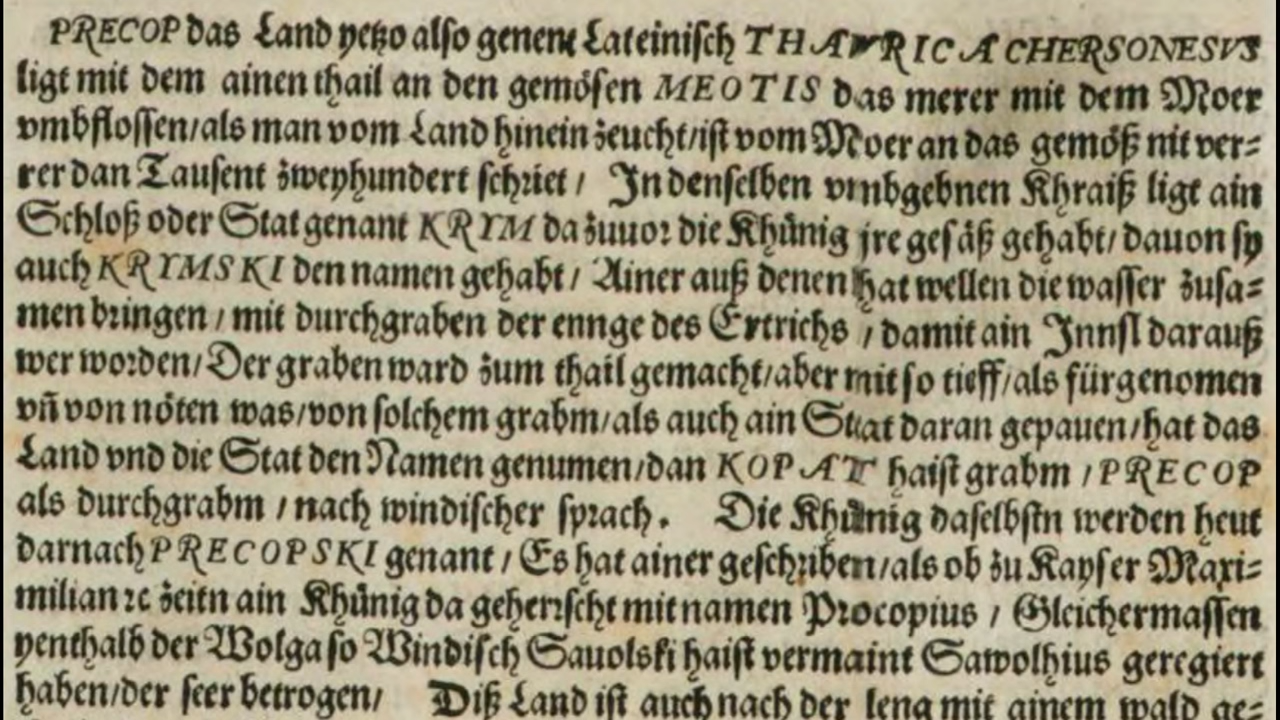 PRECOP das Land yetzo also genent Lateinisch THAVRICA CHERSONESVS
ligt mit dem ainen thail an den gemösen MEOTIS das merer mit dem Moer
vmbflossen/als man vom Land hinein zeucht/ist vom Moer an das gemöß nit ver⸗
rer dan Tausent zweyhundert schriet / In denselben vmbgebnen Khraiß ligt ain
Schloß oder Stat genant KRYM da zuuor die Khünig jre gesäß gehabt/ dauon sy
auch KRYMSKI den namen gehabt / Ainer auß denen hat wellen die wasser zusa⸗
men bringen / mit durchgraben der ennge des Ertrichs / damit ain Innsl darauß
wer worden/Der graben ward zum thail gemacht/aber nit so tieff/als fürgenomen
vñ von nöten was/von solchem grabm/als auch ain Stat daran gepauen/hat das
Land vnd die Stat den Namen genumen/dan KOPAT haist grabm / PRECOP
als durchgrabm / nach windischer sprach. Die Khünig daselbstn werden heut
darnach PRECOPSKI genant / Es hat ainer geschriben/als ob zu Kayser Maxi⸗
milian ꝛc zeitn ain Khünig da geherrscht mit namen Procopius / Gleichermassen
yenthalb der Wolga so Windisch Sauolski haist vermaint Sawolhius geregiert
haben/der seer betrogen/ Diß Land ist auch nach der leng mit ainem wald ge⸗